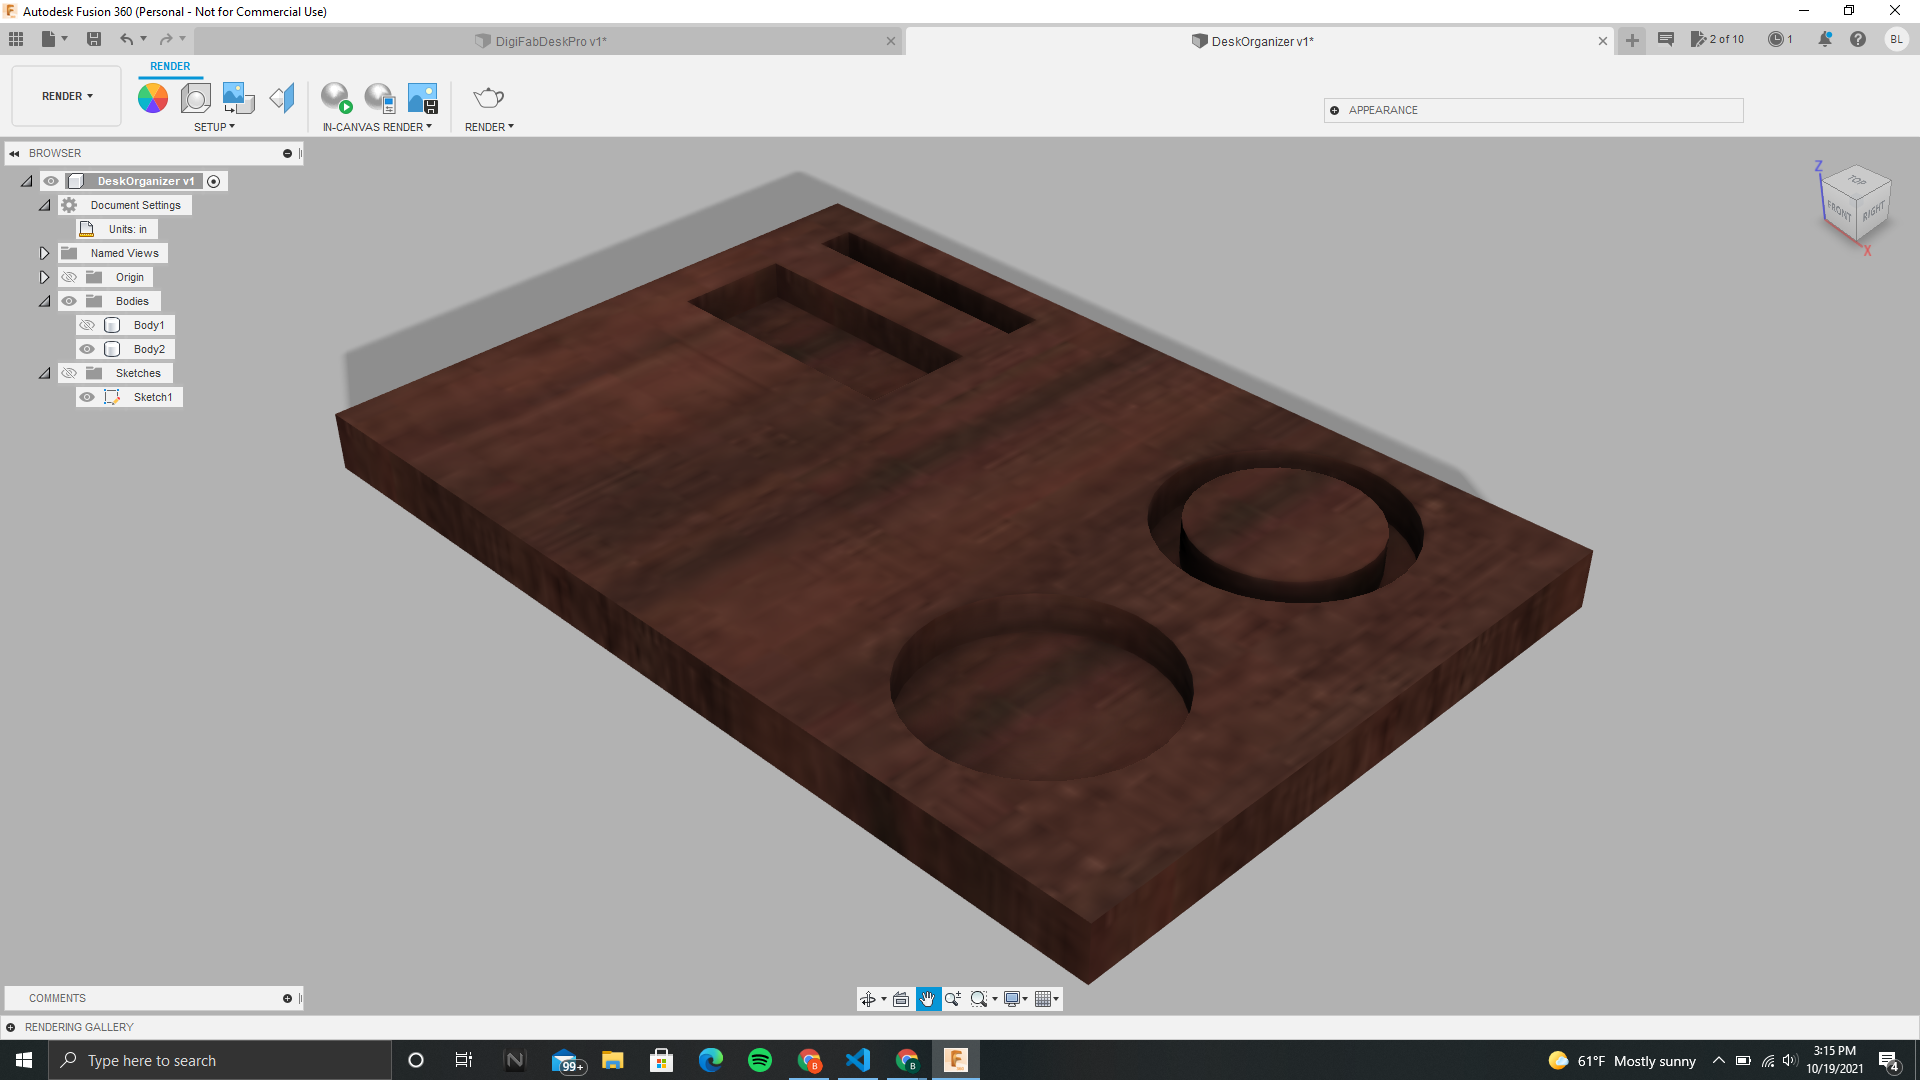 Autodesk Fusion 360 (Personal - Not for Commercial Use)
DigiFabDeskPro v1*
DeskOrganizer v1*
2 of 10
1
BL
RENDER
RENDER
SETUP
IN-CANVAS RENDER
RENDER
APPEARANCE
BROWSER
DeskOrganizer v1
Document Settings
Units: in
Named Views
Origin
Bodies
Body1
Body2
Sketches
Sketch1
Z
TOP
FRONT
RIGHT
X
COMMENTS
RENDERING GALLERY
Type here to search
99+
B
B
61°F Mostly sunny
3:15 PM
10/19/2021
4